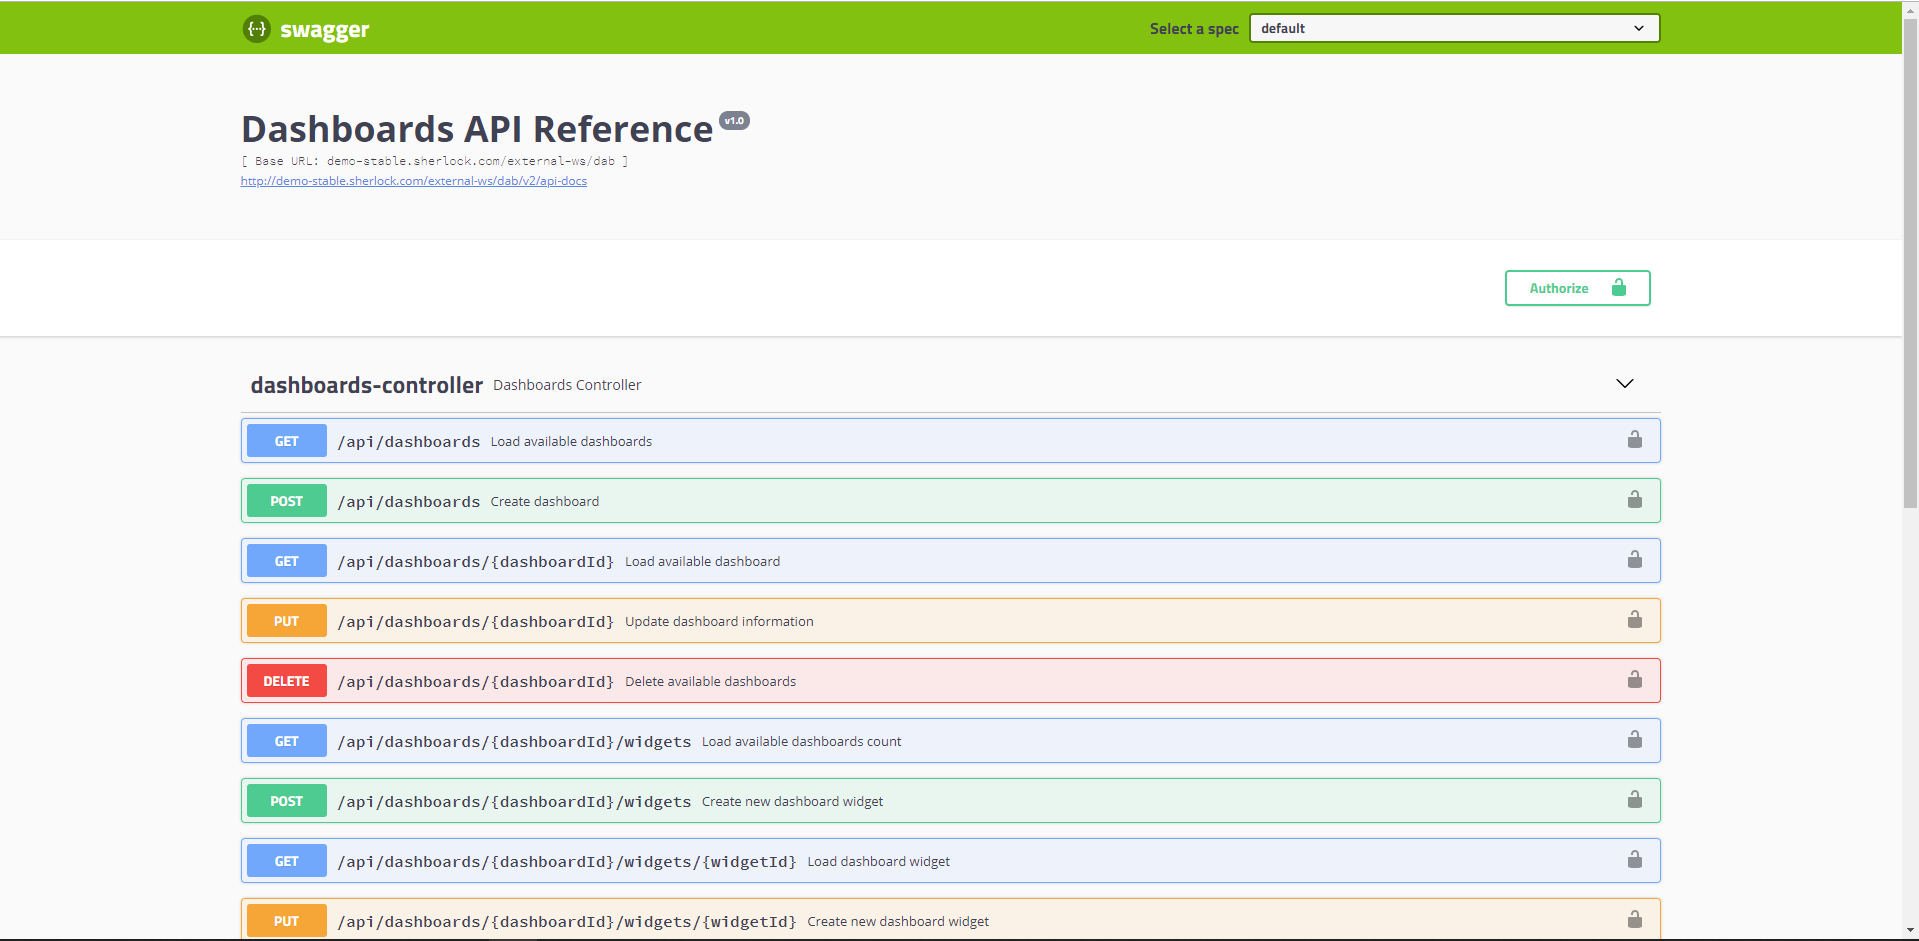 {···} swagger
Select a spec default
Dashboards API Reference v1.0
[ Base URL: demo-stable.sherlock.com/external-ws/dab ]
http://demo-stable.sherlock.com/external-ws/dab/v2/api-docs
Authorize
dashboards-controller Dashboards Controller
GET /api/dashboards Load available dashboards
POST /api/dashboards Create dashboard
GET /api/dashboards/{dashboardId} Load available dashboard
PUT /api/dashboards/{dashboardId} Update dashboard information
DELETE /api/dashboards/{dashboardId} Delete available dashboards
GET /api/dashboards/{dashboardId}/widgets Load available dashboards count
POST /api/dashboards/{dashboardId}/widgets Create new dashboard widget
GET /api/dashboards/{dashboardId}/widgets/{widgetId} Load dashboard widget
PUT /api/dashboards/{dashboardId}/widgets/{widgetId} Create new dashboard widget